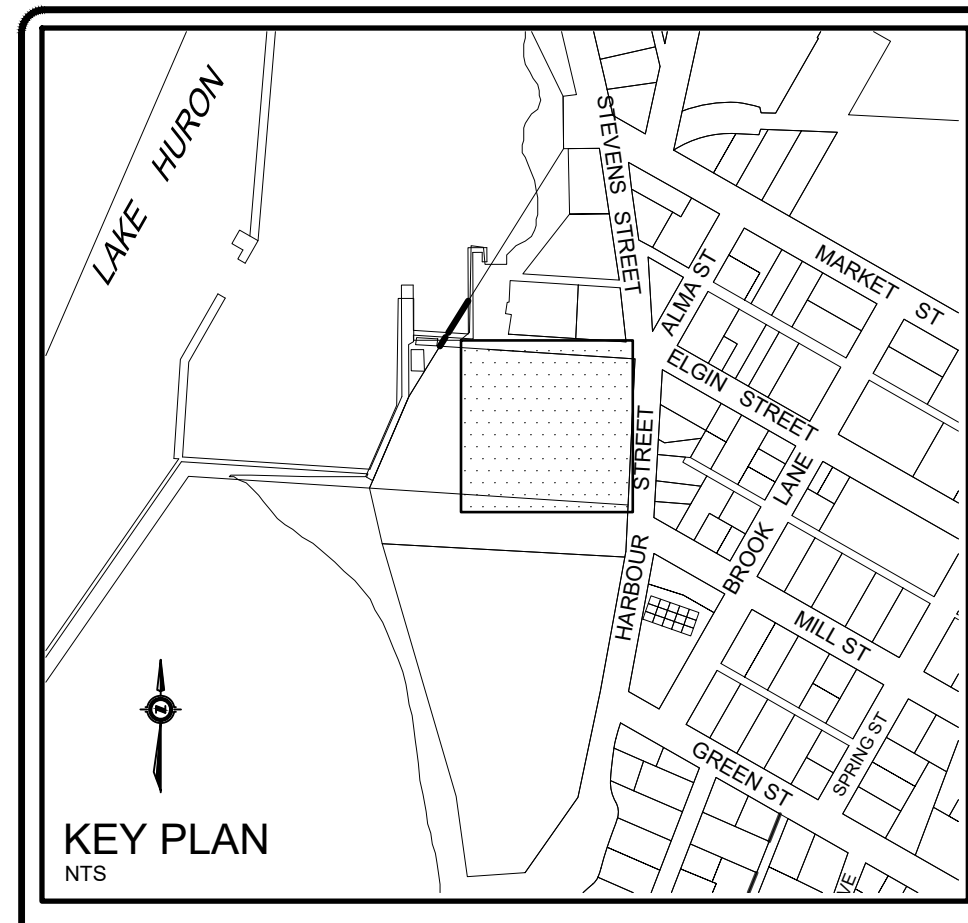 LAKE HURON
STEVENS STREET
MARKET ST
ALMA ST
ELGIN STREET
HARBOUR STREET
BROOK LANE
MILL ST
GREEN ST
SPRING ST
KEY PLAN
NTS